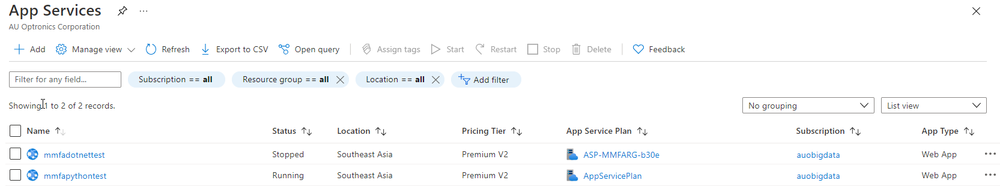 App Services
AU Optronics Corporation
Add Manage view Refresh Export to CSV Open query Assign tags Start Restart Stop Delete Feedback
Filter for any field... Subscription == all Resource group == all Location == all Add filter
Showing 1 to 2 of 2 records. No grouping List view
Name Status Location Pricing Tier App Service Plan Subscription App Type
mmfadotnettest Stopped Southeast Asia Premium V2 ASP-MMFARG-b30e auobigdata Web App
mmfapythontest Running Southeast Asia Premium V2 AppServicePlan auobigdata Web App